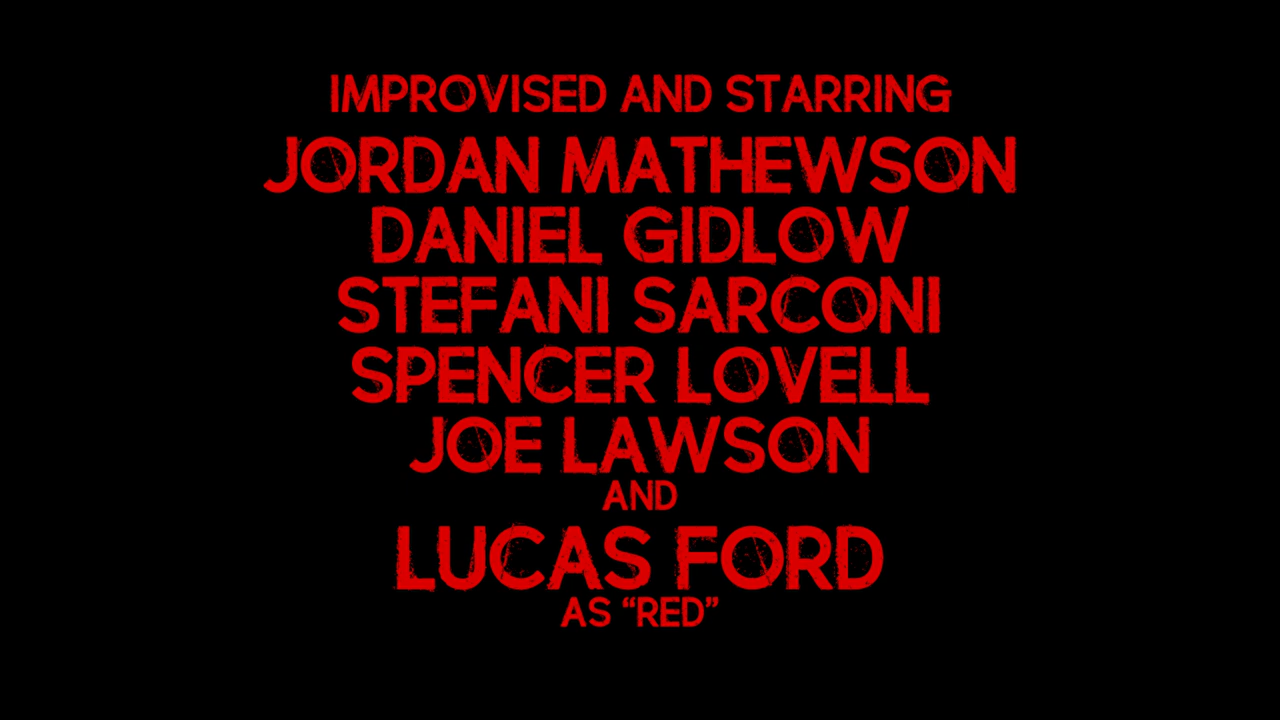 IMPROVISED AND STARRING
JORDAN MATHEWSON
DANIEL GIDLOW
STEFANI SARCONI
SPENCER LOVELL
JOE LAWSON
AND
LUCAS FORD
AS “RED”